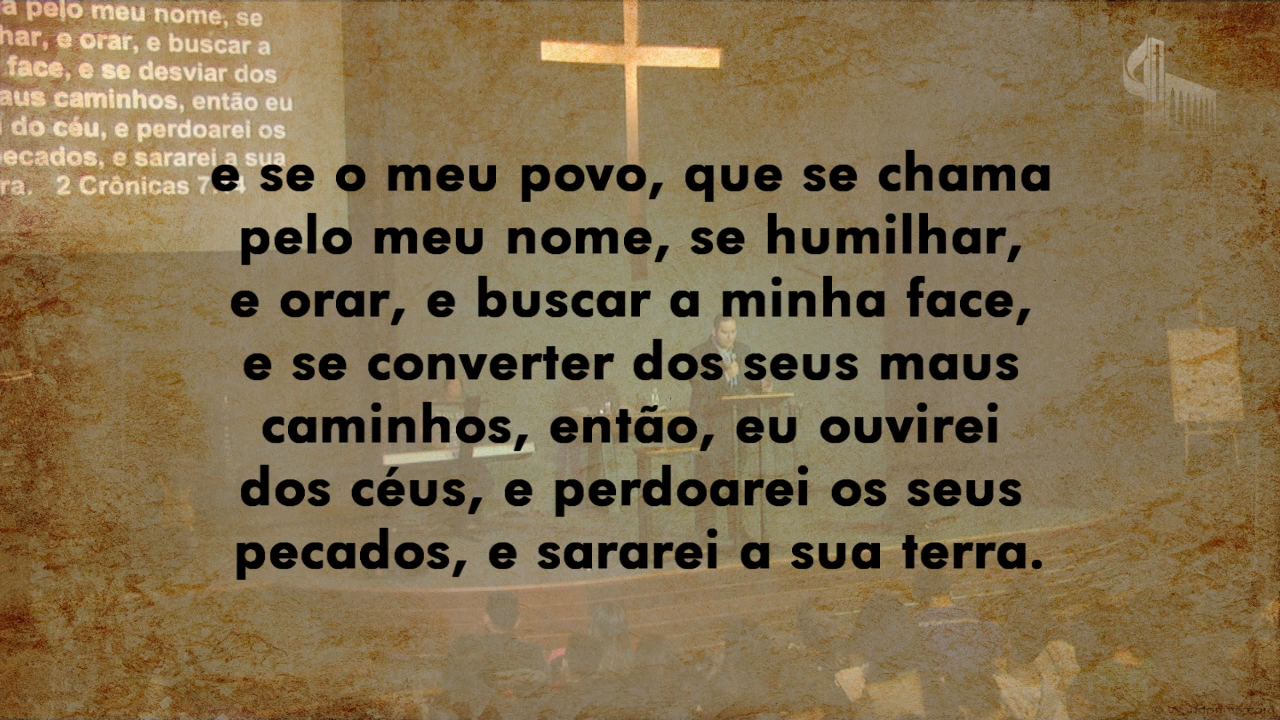 a pelo meu nome, se
har, e orar, e buscar a
face, e se desviar dos
aus caminhos, então eu
do céu, e perdoarei os
ecados, e sararei a sua
ra. 2 Crônicas 7:
e se o meu povo, que se chama
pelo meu nome, se humilhar,
e orar, e buscar a minha face,
e se converter dos seus maus
caminhos, então, eu ouvirei
dos céus, e perdoarei os seus
pecados, e sararei a sua terra.